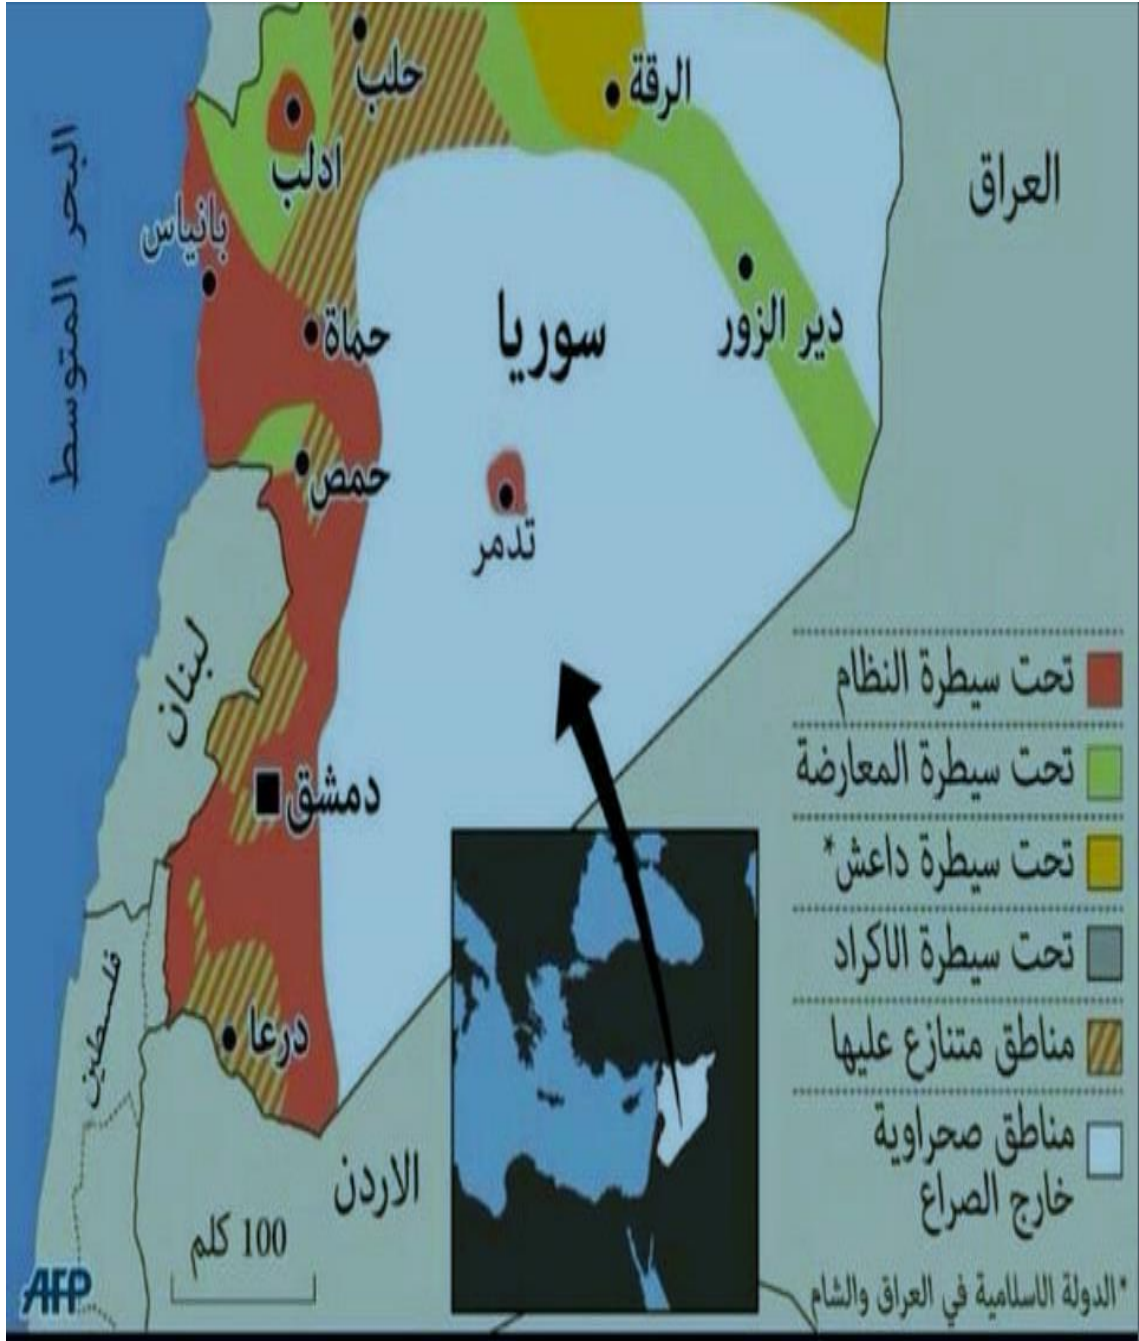 حلب
الرقة
ادلب
العراق
البحر المتوسط
بانياس
حماة
سوريا
دير الزور
حمص
تدمر
لبنان
دمشق
فلسطين
درعا
الاردن
تحت سيطرة النظام
تحت سيطرة المعارضة
تحت سيطرة داعش*
تحت سيطرة الاكراد
مناطق متنازع عليها
مناطق صحراوية
خارج الصراع
100 كلم
*الدولة الاسلامية في العراق والشام
AFP